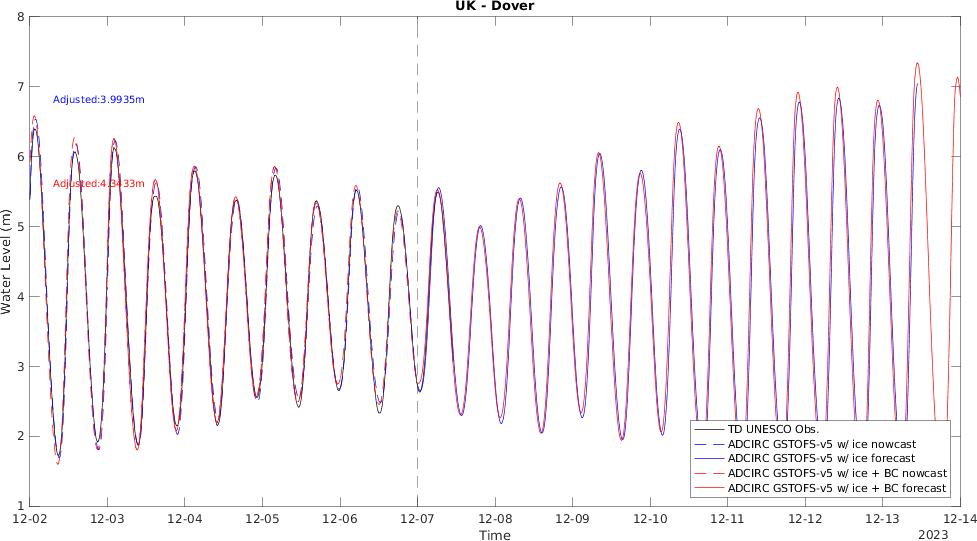 UK - Dover
8
7
6
5
4
3
2
1
Water Level (m)
Adjusted:3.9935m
Adjusted:4.3433m
TD UNESCO Obs.
ADCIRC GSTOFS-v5 w/ ice nowcast
ADCIRC GSTOFS-v5 w/ ice forecast
ADCIRC GSTOFS-v5 w/ ice + BC nowcast
ADCIRC GSTOFS-v5 w/ ice + BC forecast
12-02 12-03 12-04 12-05 12-06 12-07 12-08 12-09 12-10 12-11 12-12 12-13 12-14
Time
2023